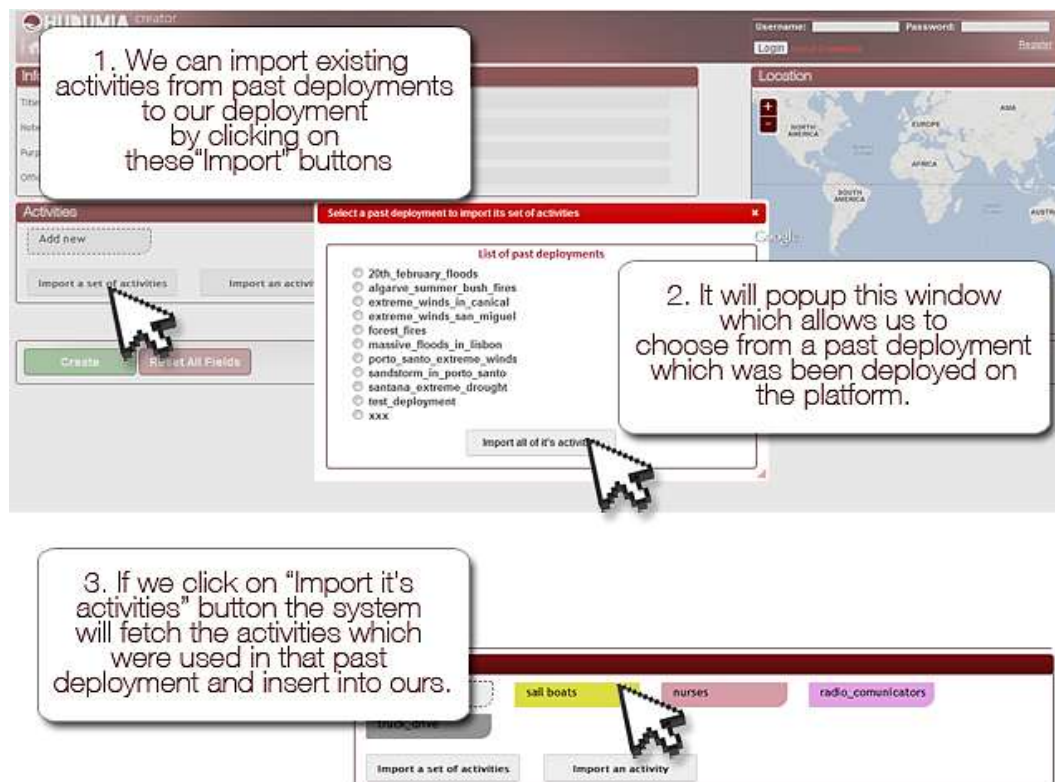 HUDUMIA creator
Username:
Password:
Login
Register
1. We can import existing
activities from past deployments
to our deployment
by clicking on
these“Import” buttons
Location
+
-
NORTH
AMERICA
EUROPE
ASIA
AFRICA
SOUTH
AMERICA
Google
Activities
Add new
Import a set of activities
Select a past deployment to import its set of activities
×
List of past deployments
20th_february_floods
algarve_summer_bush_fires
extreme_winds_in_canical
extreme_winds_san_miguel
forest_fires
massive_floods_in_lisbon
porto_santo_extreme_winds
sandstorm_in_porto_santo
santana_extreme_drought
test_deployment
xxx
Import all of it's
Create
Reset All Fields
2. It will popup this window
which allows us to
choose from a past deployment
which was been deployed on
the platform.
3. If we click on “Import it's
activities” button the system
will fetch the activities which
were used in that past
deployment and insert into ours.
sail boats
nurses
radio_comunicators
truck_drive
Import a set of activities
Import an activity